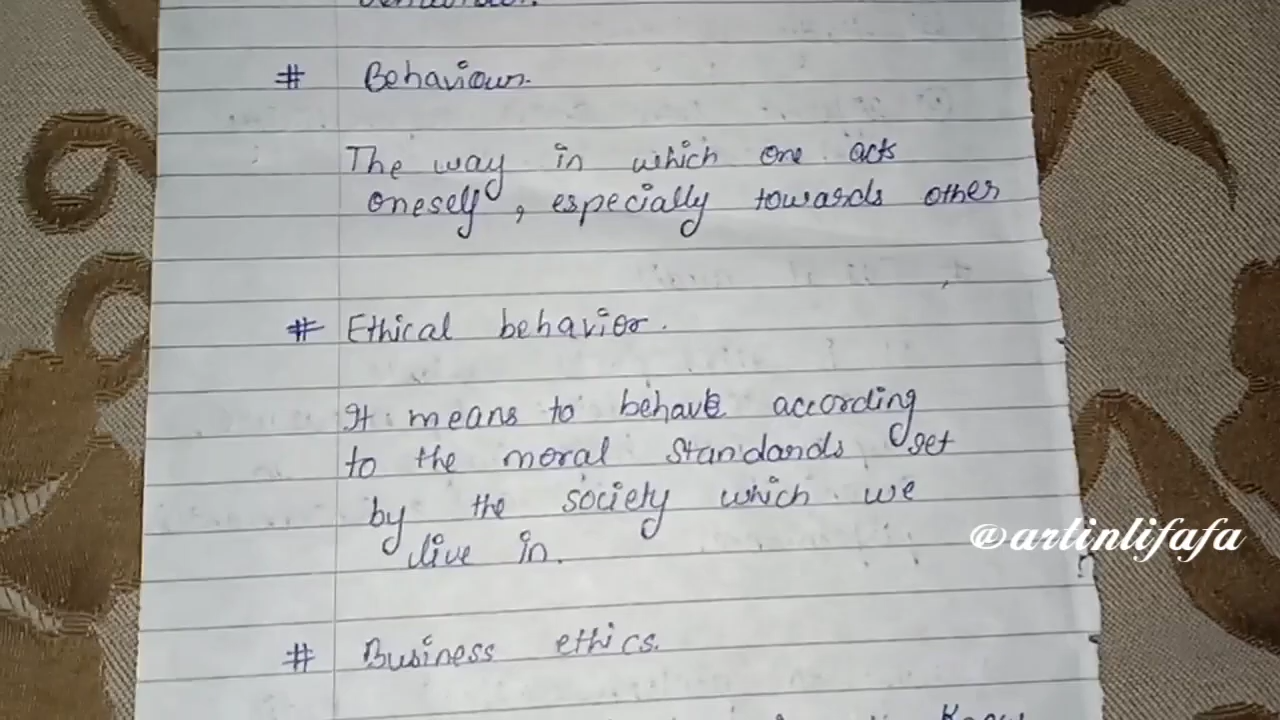 # Behaviour.
The way in which one acts
oneself, especially towards other
# Ethical behavior.
It means to behave according
to the moral standards set
by the society which we
live in.
@artinlifafa
# Business ethics.
Know